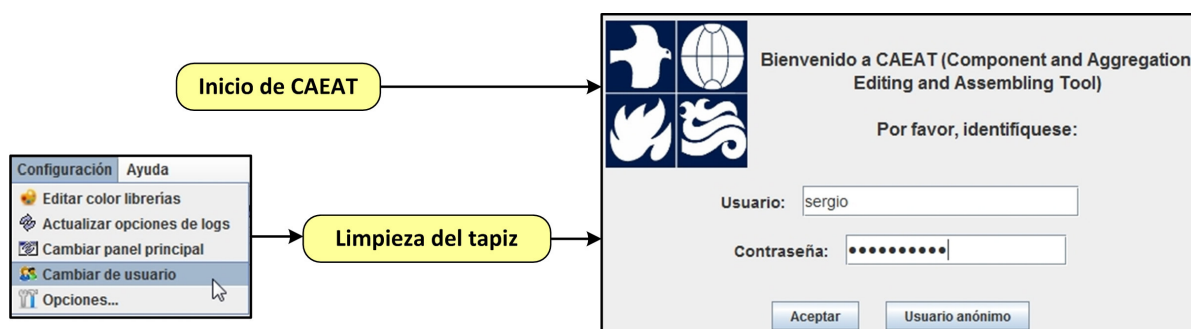 Inicio de CAEAT
Configuración Ayuda
Editar color librerías
Actualizar opciones de logs
Cambiar panel principal
Cambiar de usuario
Opciones...
Limpieza del tapiz
Bienvenido a CAEAT (Component and Aggregation
Editing and Assembling Tool)
Por favor, identifiquese:
Usuario: sergio
Contraseña: ●●●●●●●●●●
Aceptar Usuario anónimo